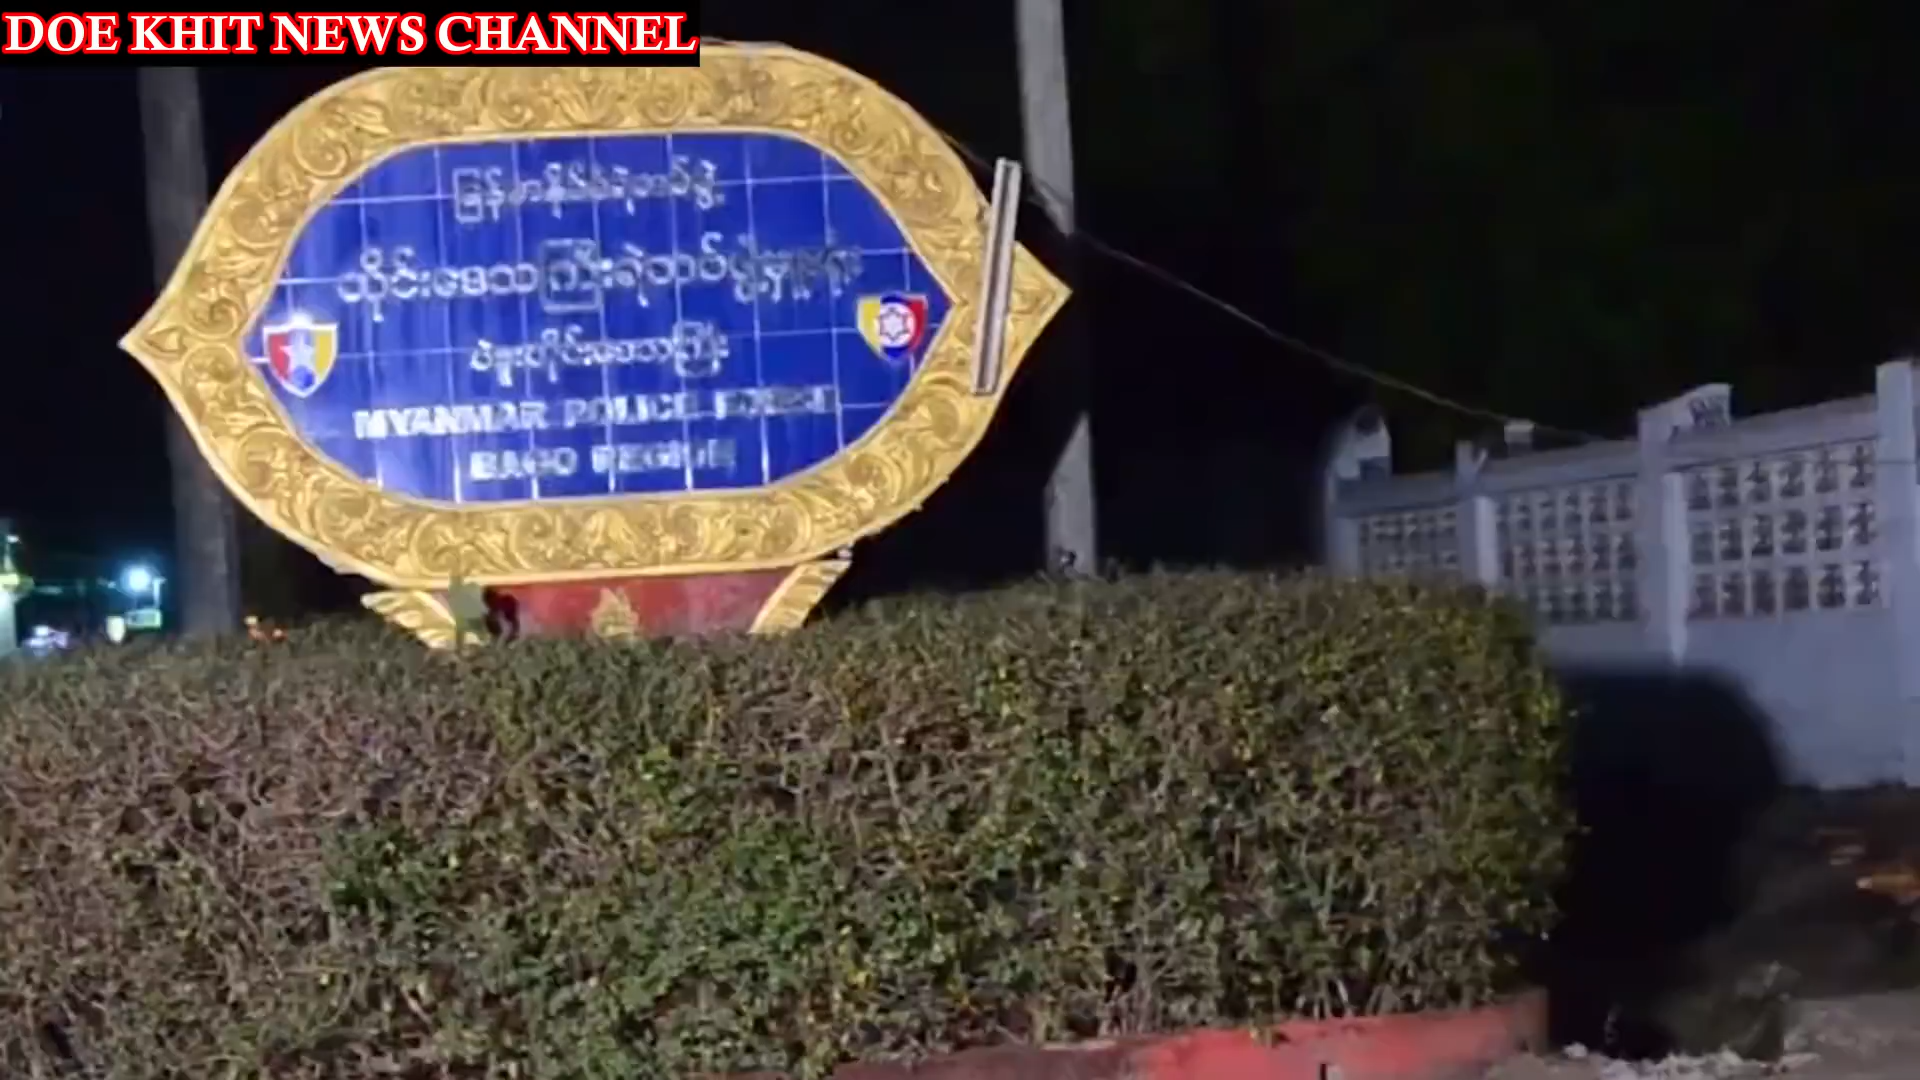 DOE KHIT NEWS CHANNEL
မြန်မာနိုင်ငံရဲတပ်ဖွဲ့
တိုင်းဒေသကြီးရဲတပ်ဖွဲ့မှူးရုံး
ပဲခူးတိုင်းဒေသကြီး
MYANMAR POLICE FORCE
BAGO REGION